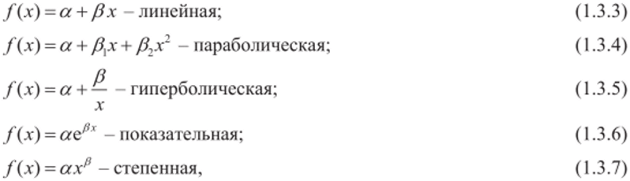 f(x) = α + βx – линейная; (1.3.3)
f(x) = α + β₁x + β₂x² – параболическая; (1.3.4)
f(x) = α + β/x – гиперболическая; (1.3.5)
f(x) = αe^{βx} – показательная; (1.3.6)
f(x) = αx^β – степенная, (1.3.7)